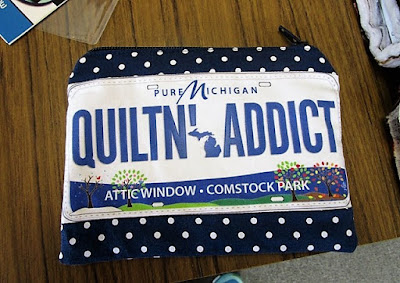 PURE MICHIGAN
QUILTN' ADDICT
ATTIC WINDOW • COMSTOCK PARK